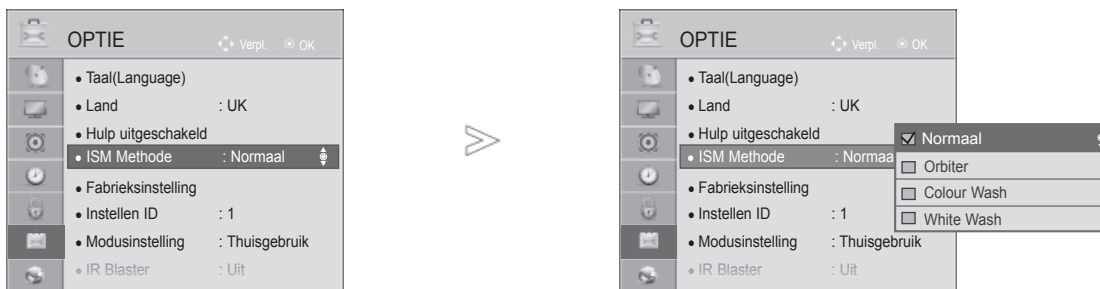 OPTIE
Verpl. OK
Taal(Language)
Land : UK
Hulp uitgeschakeld
ISM Methode : Normaal
Fabrieksinstelling
Instellen ID : 1
Modusinstelling : Thuisgebruik
IR Blaster : Uit
OPTIE
Verpl. OK
Taal(Language)
Land : UK
Hulp uitgeschakeld
ISM Methode : Normaa
Fabrieksinstelling
Instellen ID : 1
Modusinstelling : Thuisgebruik
IR Blaster : Uit
Normaal
Orbiter
Colour Wash
White Wash